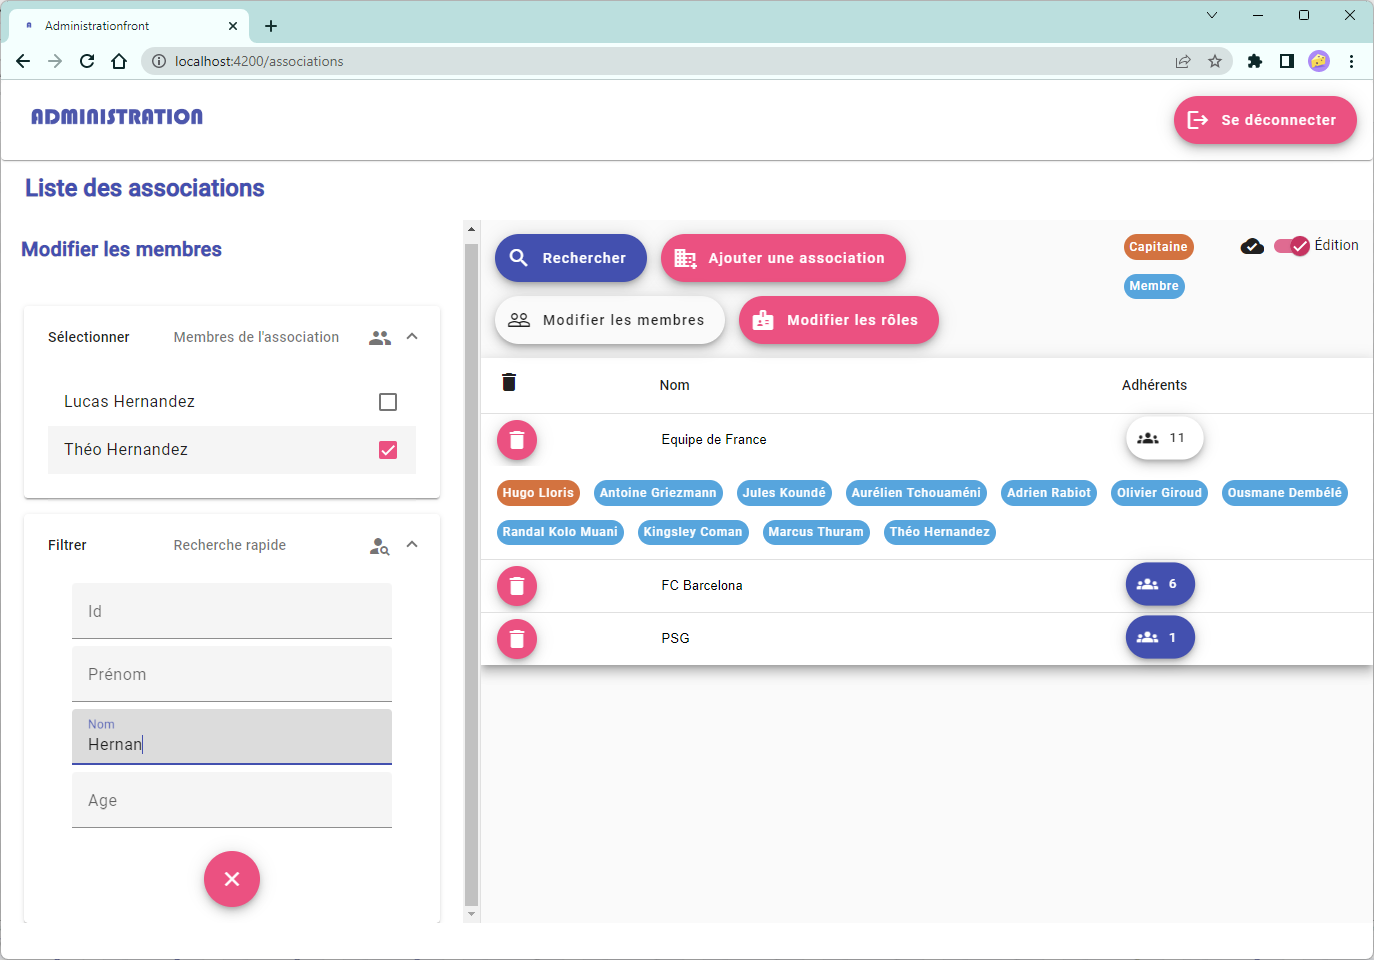 Administrationfront
localhost:4200/associations
ADMINISTRATION
Se déconnecter
Liste des associations
Modifier les membres
Sélectionner Membres de l'association
Lucas Hernandez
Théo Hernandez
Filtrer Recherche rapide
Id
Prénom
Nom
Hernan
Age
Rechercher Ajouter une association
Modifier les membres Modifier les rôles
Capitaine
Membre
Édition
Nom Adhérents
Equipe de France 11
Hugo Lloris Antoine Griezmann Jules Koundé Aurélien Tchouaméni Adrien Rabiot Olivier Giroud Ousmane Dembélé
Randal Kolo Muani Kingsley Coman Marcus Thuram Théo Hernandez
FC Barcelona 6
PSG 1